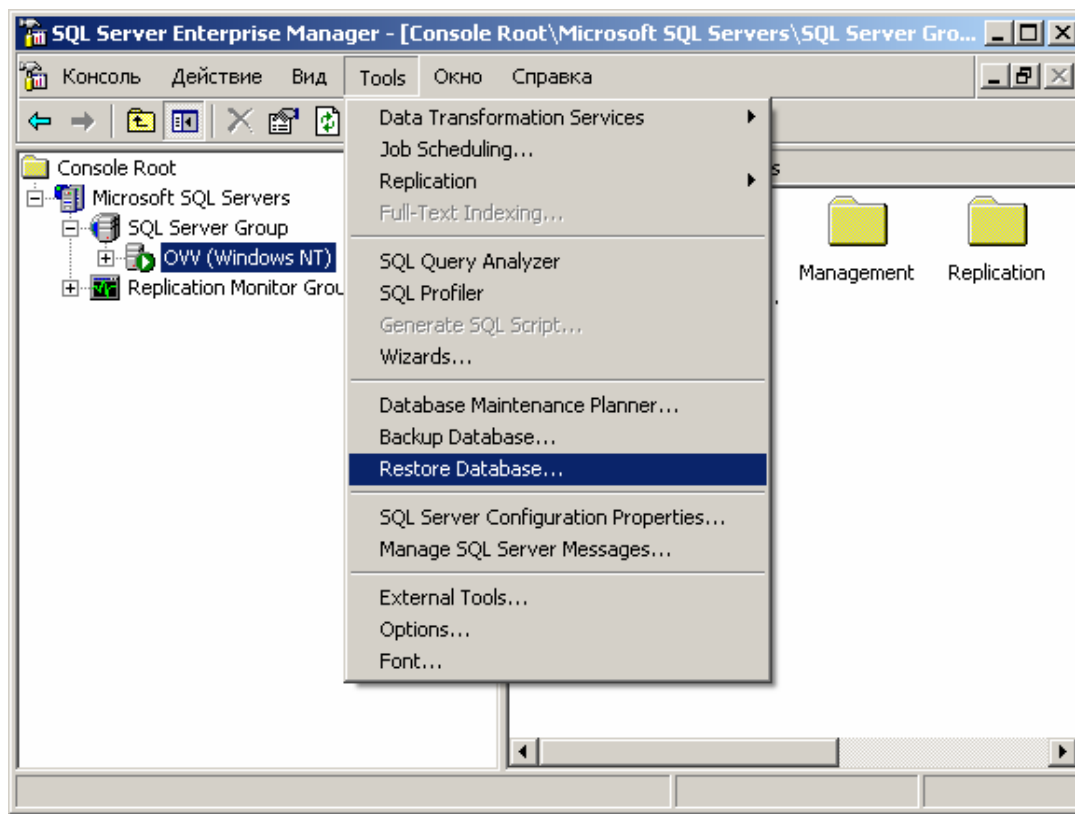 SQL Server Enterprise Manager - [Console Root\Microsoft SQL Servers\SQL Server Gro...
Консоль Действие Вид Tools Окно Справка
Data Transformation Services
Job Scheduling...
Replication
Full-Text Indexing...
SQL Query Analyzer
SQL Profiler
Generate SQL Script...
Wizards...
Database Maintenance Planner...
Backup Database...
Restore Database...
SQL Server Configuration Properties...
Manage SQL Server Messages...
External Tools...
Options...
Font...
Console Root
Microsoft SQL Servers
SQL Server Group
OVV (Windows NT)
Replication Monitor Grou
Management
Replication